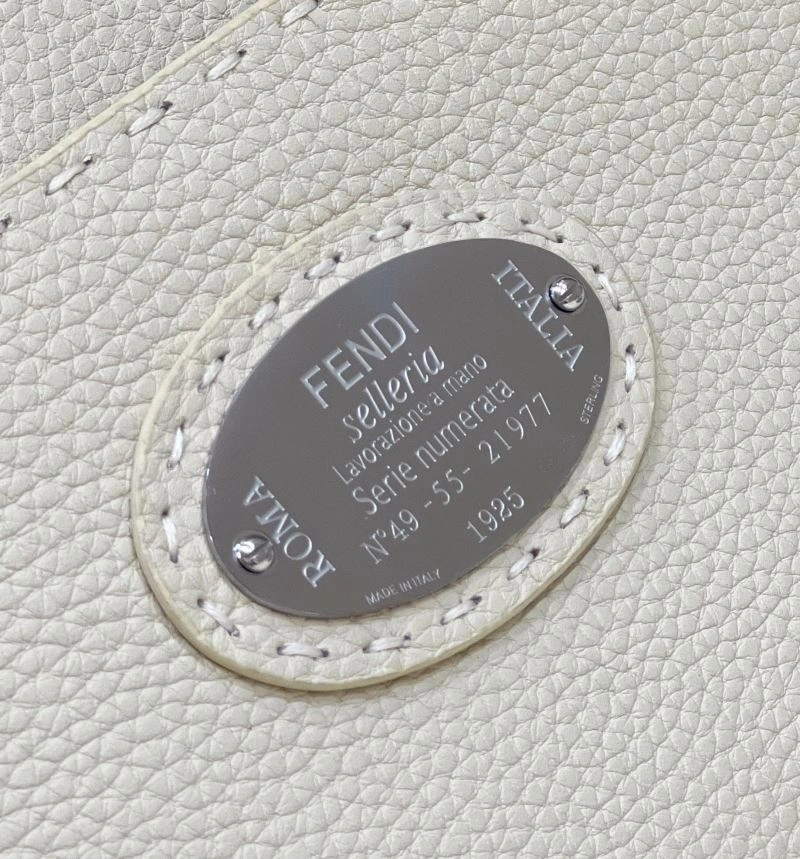 FENDI
selleria
Lavorazione a mano
Serie numerata
N°49 -55- 21977
1925
ROMA
ITALIA
MADE IN ITALY
STERLING